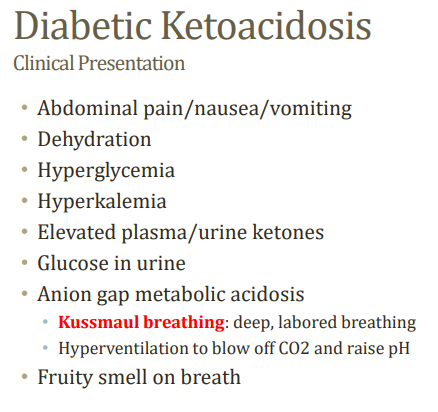 Diabetic Ketoacidosis
Clinical Presentation
• Abdominal pain/nausea/vomiting
• Dehydration
• Hyperglycemia
• Hyperkalemia
• Elevated plasma/urine ketones
• Glucose in urine
• Anion gap metabolic acidosis
• Kussmaul breathing: deep, labored breathing
• Hyperventilation to blow off CO2 and raise pH
• Fruity smell on breath